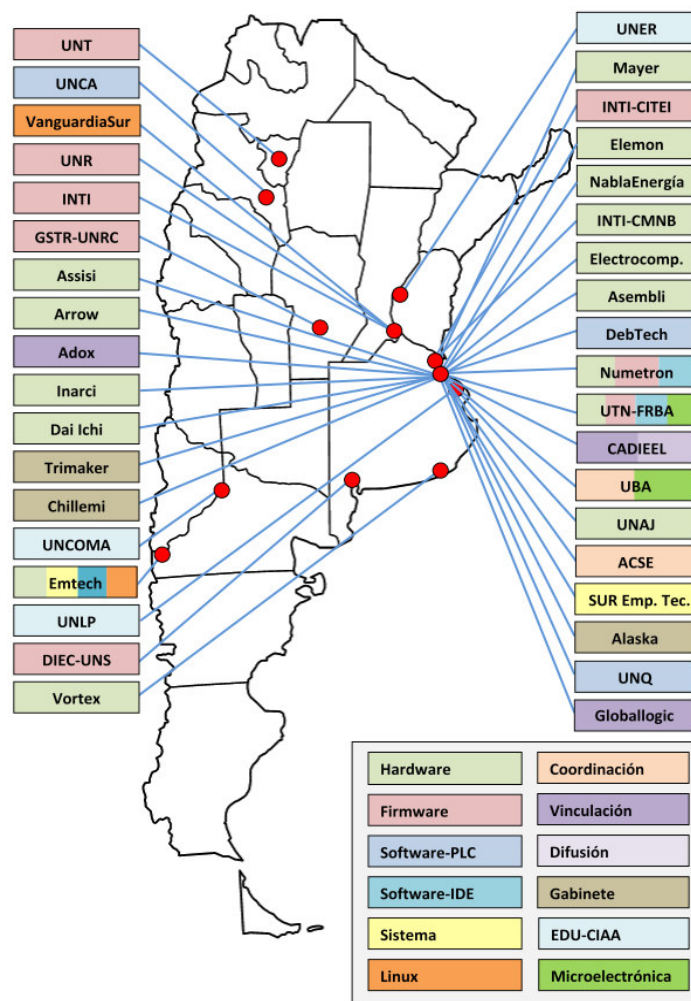 UNT
UNCA
VanguardiaSur
UNR
INTI
GSTR-UNRC
Assisi
Arrow
Adox
Inarci
Dai Ichi
Trimaker
Chillemi
UNCOMA
Emtech
UNLP
DIEC-UNS
Vortex
UNER
Mayer
INTI-CITEI
Elemon
NablaEnergía
INTI-CMNB
Electrocomp.
Asembli
DebTech
Numetron
UTN-FRBA
CADIEEL
UBA
UNAJ
ACSE
SUR Emp. Tec.
Alaska
UNQ
Globallogic
Hardware
Coordinación
Firmware
Vinculación
Software-PLC
Difusión
Software-IDE
Gabinete
Sistema
EDU-CIAA
Linux
Microelectrónica